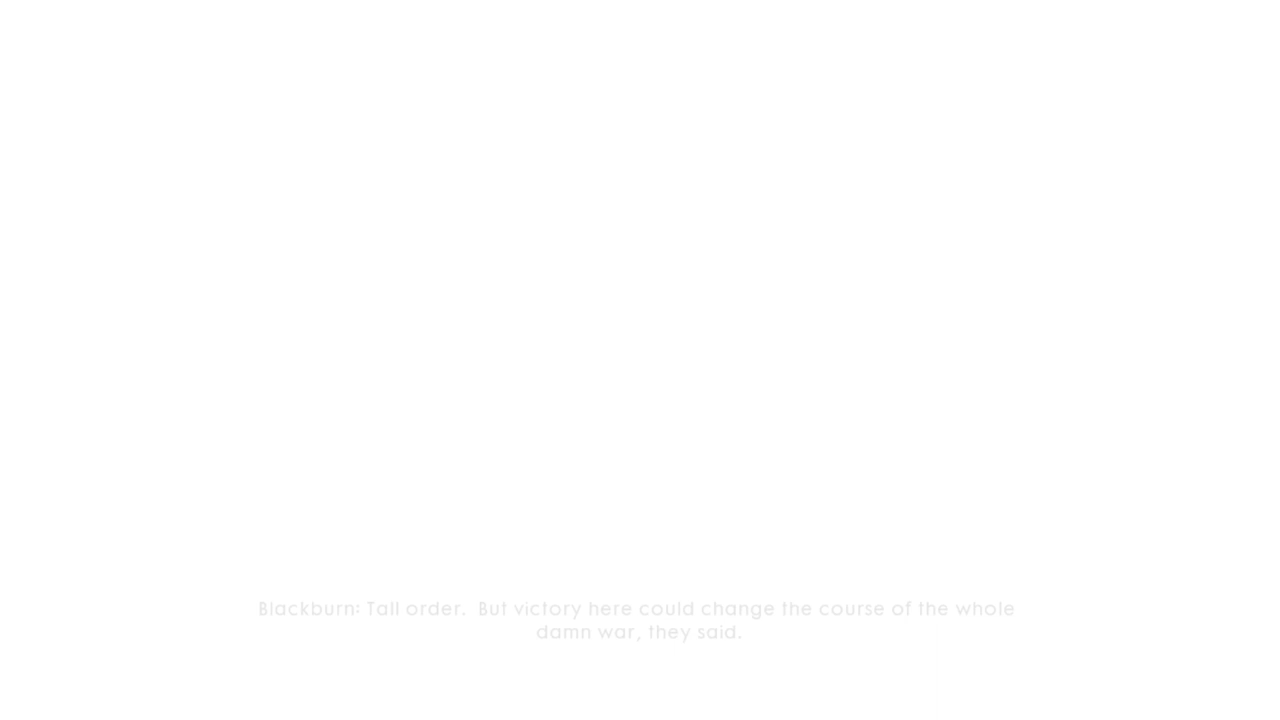 Blackburn: Tall order.  But victory here could change the course of the whole
damn war, they said.